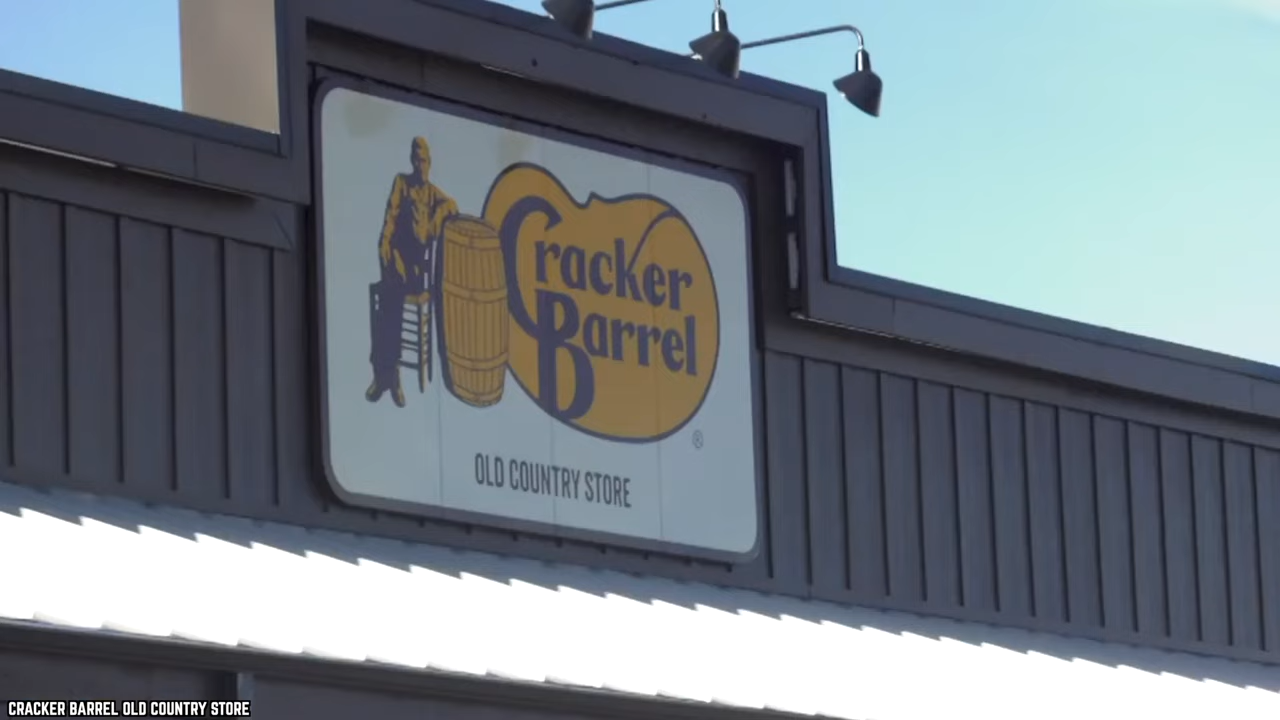 Cracker
Barrel
®
OLD COUNTRY STORE
CRACKER BARREL OLD COUNTRY STORE